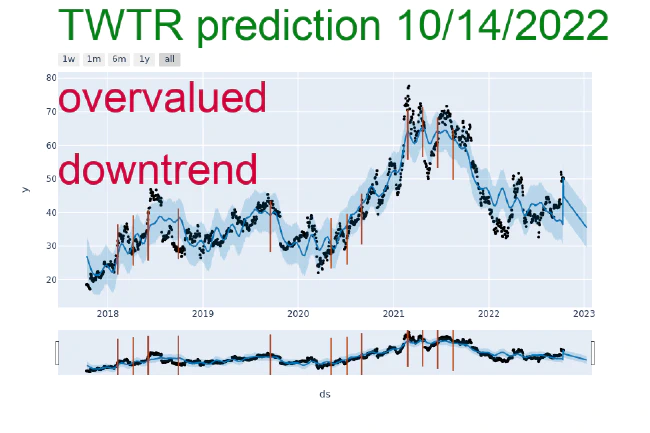 TWTR prediction 10/14/2022
1w 1m 6m 1y all
80
overvalued
70
60
downtrend
50
y
40
30
20
2018 2019 2020 2021 2022 2023
ds